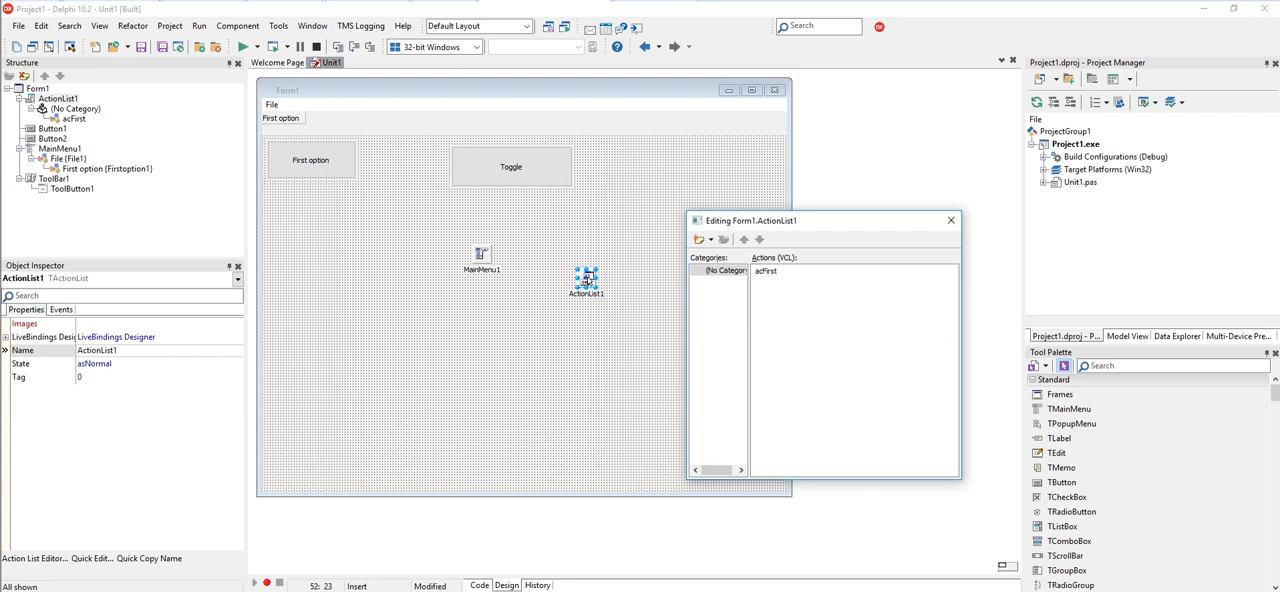 Project1 - Delphi 10.2 - Unit1 [Built]
File Edit Search View Refactor Project Run Component Tools Window TMS Logging Help Default Layout Search
32-bit Windows
Structure
Form1
ActionList1
(No Category)
acFirst
Button1
Button2
MainMenu1
File {File1}
First option {Firstoption1}
ToolBar1
ToolButton1
Object Inspector
ActionList1 TActionList
Search
Properties Events
Images
LiveBindings Desig LiveBindings Designer
Name ActionList1
State asNormal
Tag 0
Action List Editor... Quick Edit... Quick Copy Name
All shown
Welcome Page Unit1
Form1
File
First option
First option
Toggle
MainMenu1
ActionList1
Editing Form1.ActionList1
Categories: Actions (VCL):
(No Categor acFirst
52: 23 Insert Modified Code Design History
Project1.dproj - Project Manager
File
ProjectGroup1
Project1.exe
Build Configurations (Debug)
Target Platforms (Win32)
Unit1.pas
Project1.dproj - P... Model View Data Explorer Multi-Device Pre...
Tool Palette
Search
Standard
Frames
TMainMenu
TPopupMenu
TLabel
TEdit
TMemo
TButton
TCheckBox
TRadioButton
TListBox
TComboBox
TScrollBar
TGroupBox
TRadioGroup